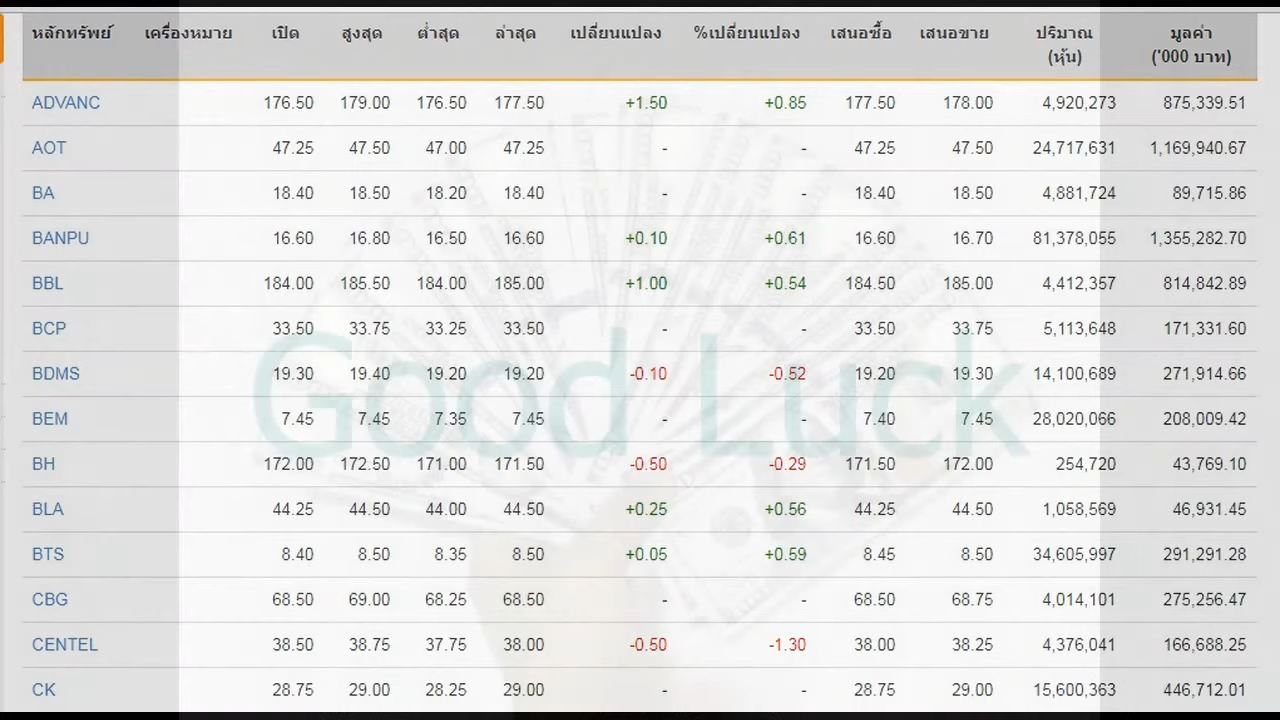 หลักทรัพย์ เครื่องหมาย เปิด สูงสุด ต่ำสุด ล่าสุด เปลี่ยนแปลง %เปลี่ยนแปลง เสนอซื้อ เสนอขาย ปริมาณ มูลค่า
(หุ้น) ('000 บาท)
ADVANC 176.50 179.00 176.50 177.50 +1.50 +0.85 177.50 178.00 4,920,273 875,339.51
AOT 47.25 47.50 47.00 47.25 - - 47.25 47.50 24,717,631 1,169,940.67
BA 18.40 18.50 18.20 18.40 - - 18.40 18.50 4,881,724 89,715.86
BANPU 16.60 16.80 16.50 16.60 +0.10 +0.61 16.60 16.70 81,378,055 1,355,282.70
BBL 184.00 185.50 184.00 185.00 +1.00 +0.54 184.50 185.00 4,412,357 814,842.89
BCP 33.50 33.75 33.25 33.50 - - 33.50 33.75 5,113,648 171,331.60
BDMS 19.30 19.40 19.20 19.20 -0.10 -0.52 19.20 19.30 14,100,689 271,914.66
BEM 7.45 7.45 7.35 7.45 - - 7.40 7.45 28,020,066 208,009.42
Good Luck
BH 172.00 172.50 171.00 171.50 -0.50 -0.29 171.50 172.00 254,720 43,769.10
BLA 44.25 44.50 44.00 44.50 +0.25 +0.56 44.25 44.50 1,058,569 46,931.45
BTS 8.40 8.50 8.35 8.50 +0.05 +0.59 8.45 8.50 34,605,997 291,291.28
CBG 68.50 69.00 68.25 68.50 - - 68.50 68.75 4,014,101 275,256.47
CENTEL 38.50 38.75 37.75 38.00 -0.50 -1.30 38.00 38.25 4,376,041 166,688.25
CK 28.75 29.00 28.25 29.00 - - 28.75 29.00 15,600,363 446,712.01